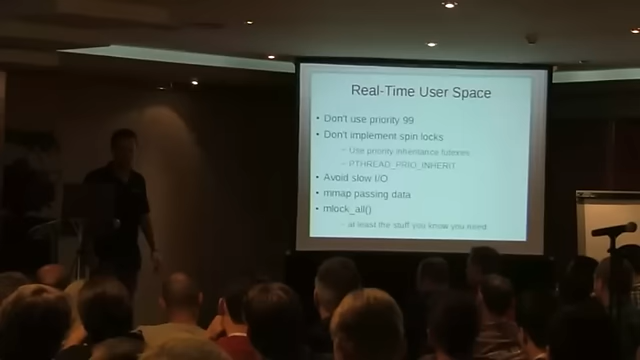 Real-Time User Space
• Don't use priority 99
• Don't implement spin locks
– Use priority inheritance futexes
– PTHREAD_PRIO_INHERIT
• Avoid slow I/O
• mmap passing data
• mlock_all()
– at least the stuff you know you need